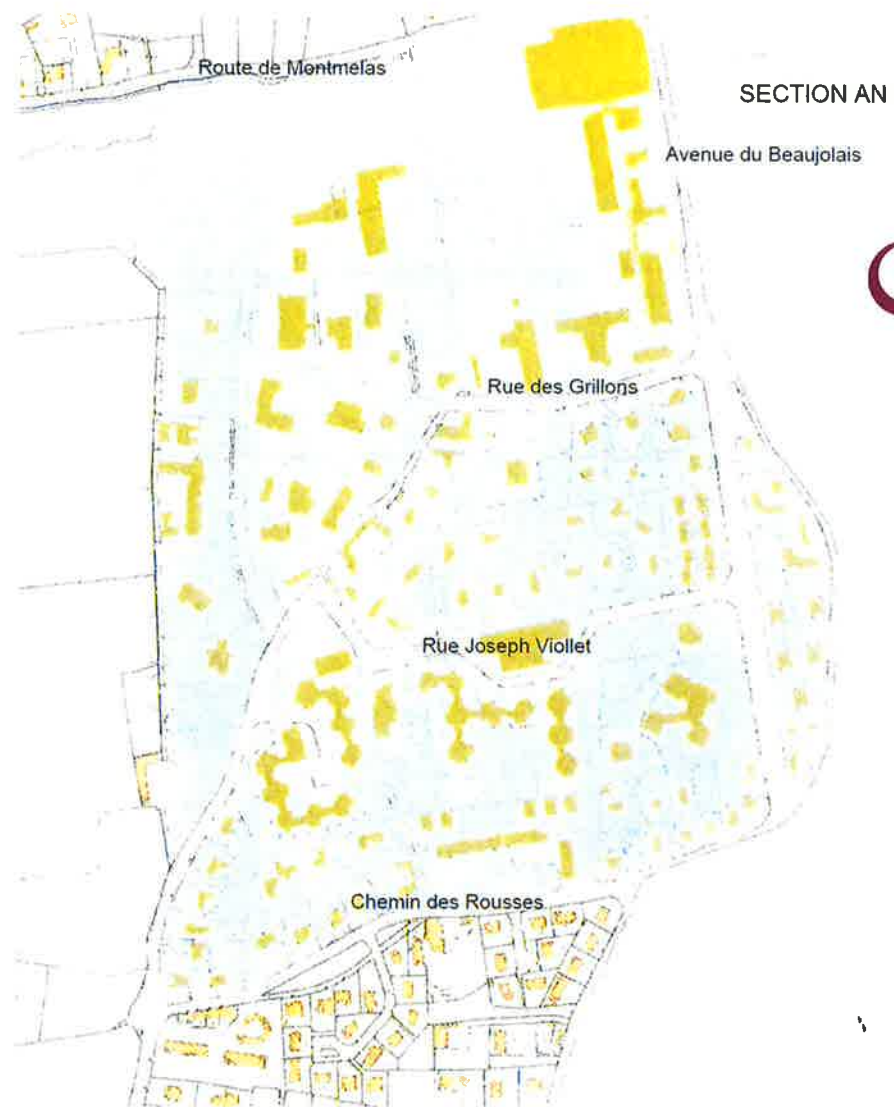 Route de Montmelas
SECTION AN
Avenue du Beaujolais
Rue des Grillons
Rue Joseph Viollet
Chemin des Rousses